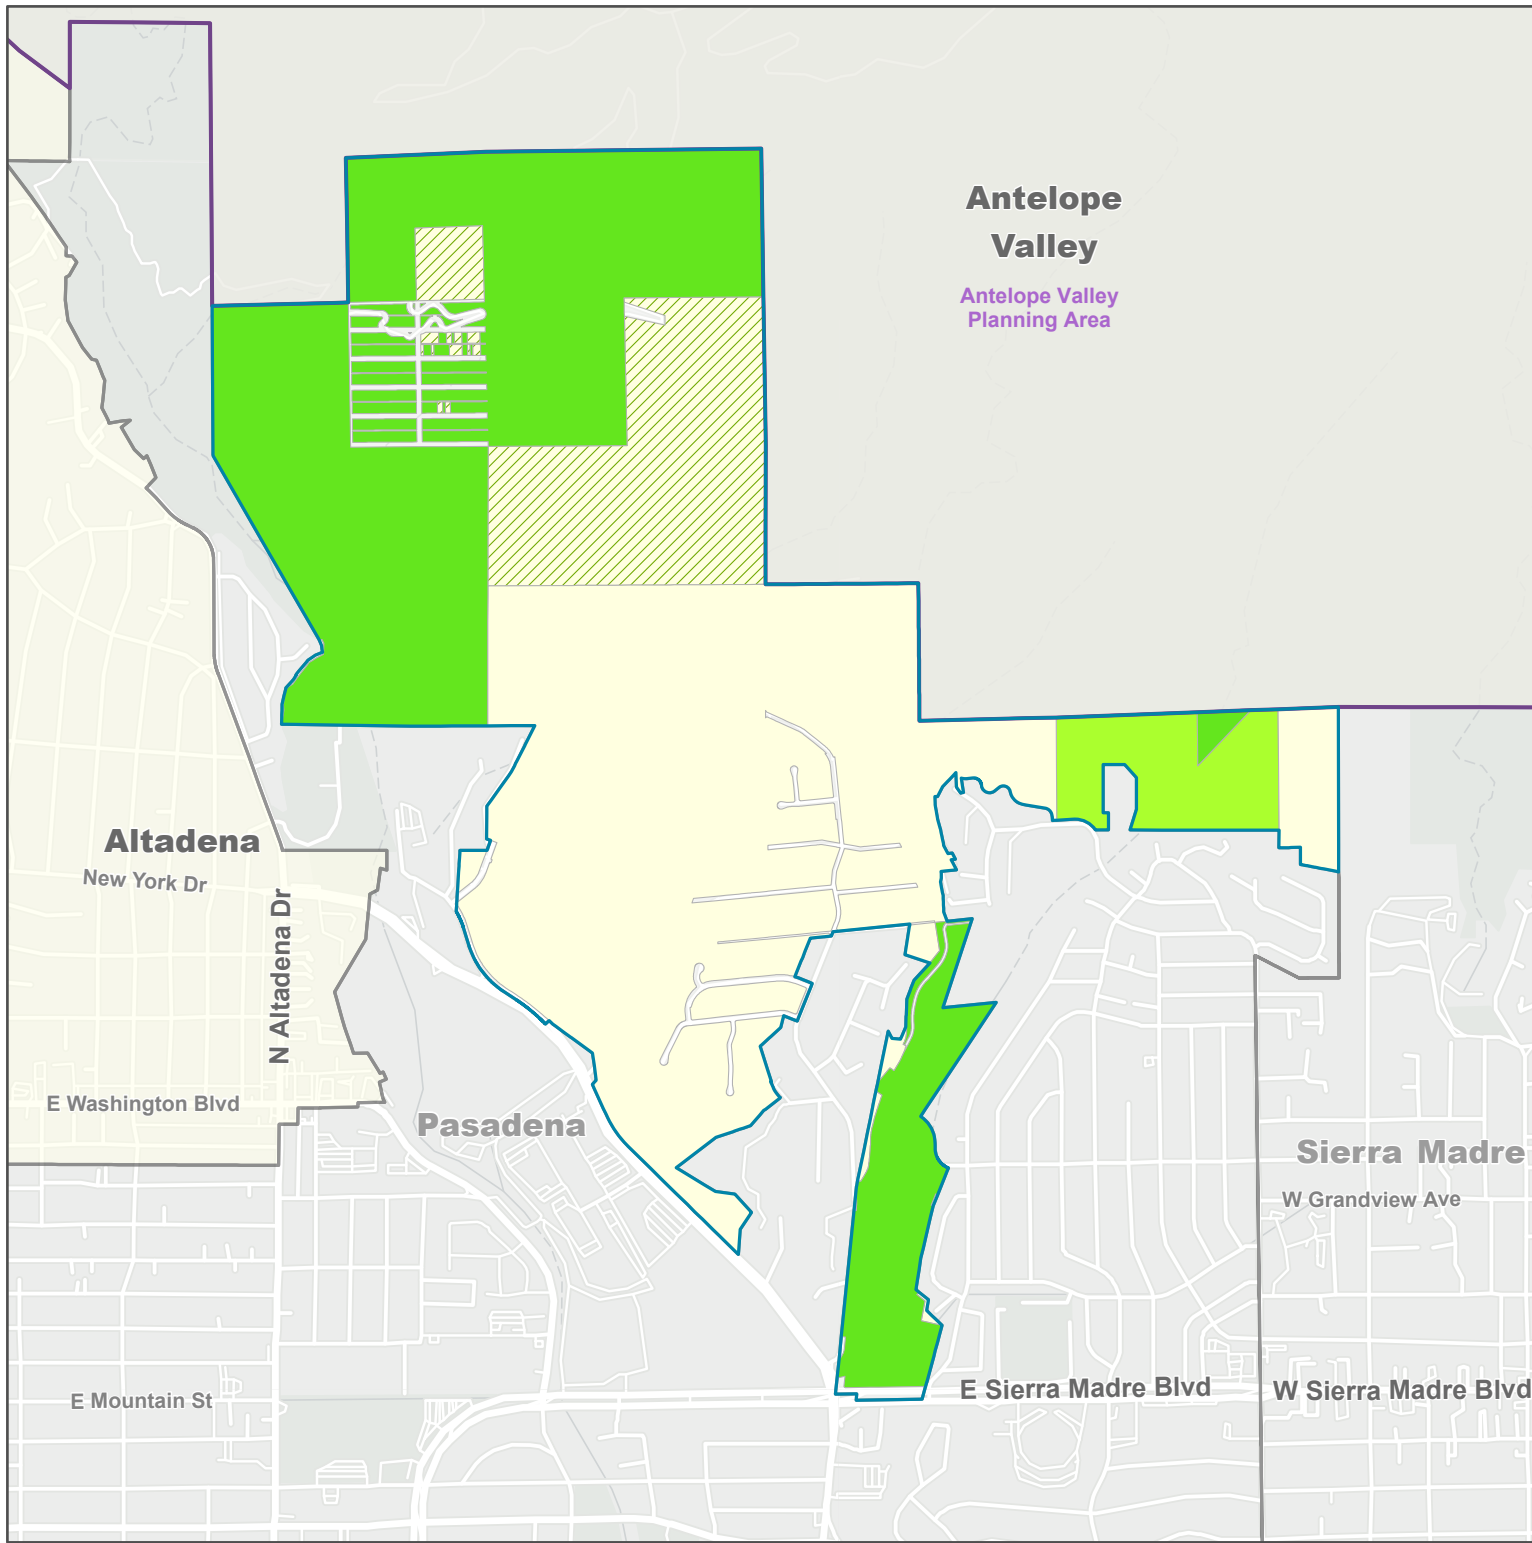 Antelope
Valley
Antelope Valley
Planning Area
Altadena
New York Dr
N Altadena Dr
E Washington Blvd
Pasadena
Sierra Madre
W Grandview Ave
E Mountain St
E Sierra Madre Blvd
W Sierra Madre Blvd